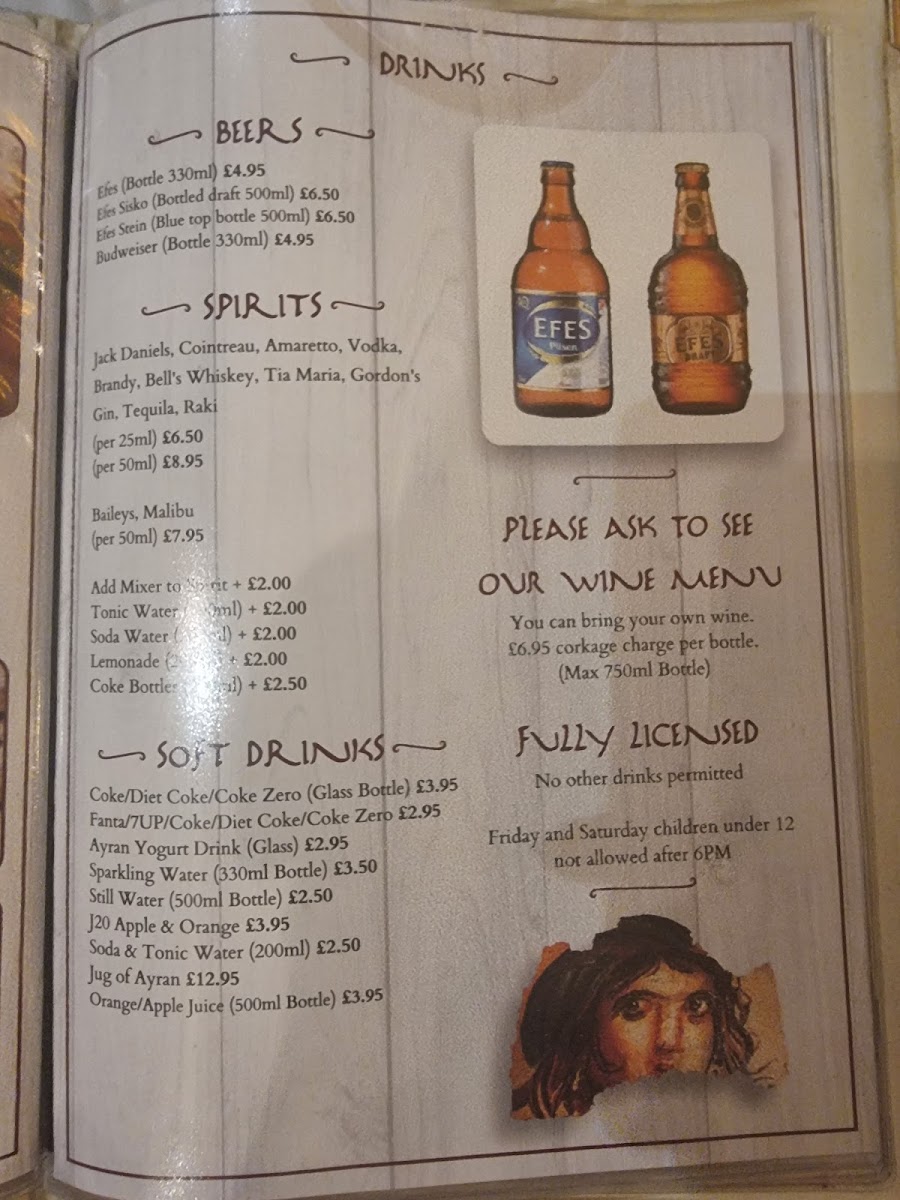 DRINKS
BEERS
Efes (Bottle 330ml) £4.95
Efes Sisko (Bottled draft 500ml) £6.50
Efes Stein (Blue top bottle 500ml) £6.50
Budweiser (Bottle 330ml) £4.95
SPIRITS
Jack Daniels, Cointreau, Amaretto, Vodka,
Brandy, Bell's Whiskey, Tia Maria, Gordon's
Gin, Tequila, Raki
(per 25ml) £6.50
(per 50ml) £8.95
Baileys, Malibu
(per 50ml) £7.95
Add Mixer to + £2.00
Tonic Water + £2.00
Soda Water + £2.00
Lemonade + £2.00
Coke Bottle + £2.50
SOFT DRINKS
Coke/Diet Coke/Coke Zero (Glass Bottle) £3.95
Fanta/7UP/Coke/Diet Coke/Coke Zero £2.95
Ayran Yogurt Drink (Glass) £2.95
Sparkling Water (330ml Bottle) £3.50
Still Water (500ml Bottle) £2.50
J20 Apple & Orange £3.95
Soda & Tonic Water (200ml) £2.50
Jug of Ayran £12.95
Orange/Apple Juice (500ml Bottle) £3.95
EFES
Pilsen
EFES
DRAFT
PLEASE ASK TO SEE
OUR WINE MENU
You can bring your own wine.
£6.95 corkage charge per bottle.
(Max 750ml Bottle)
FULLY LICENSED
No other drinks permitted
Friday and Saturday children under 12
not allowed after 6PM